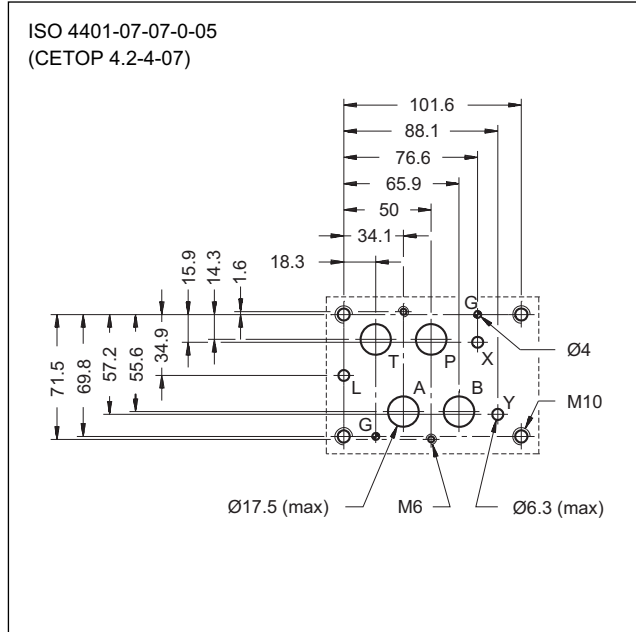 ISO 4401-07-07-0-05
(CETOP 4.2-4-07)
101.6
88.1
76.6
65.9
50
34.1
18.3
15.9
14.3
1.6
G
71.5
69.8
57.2
55.6
34.9
T
P
X
Ø4
L
A
B
Y
M10
G
Ø17.5 (max)
M6
Ø6.3 (max)